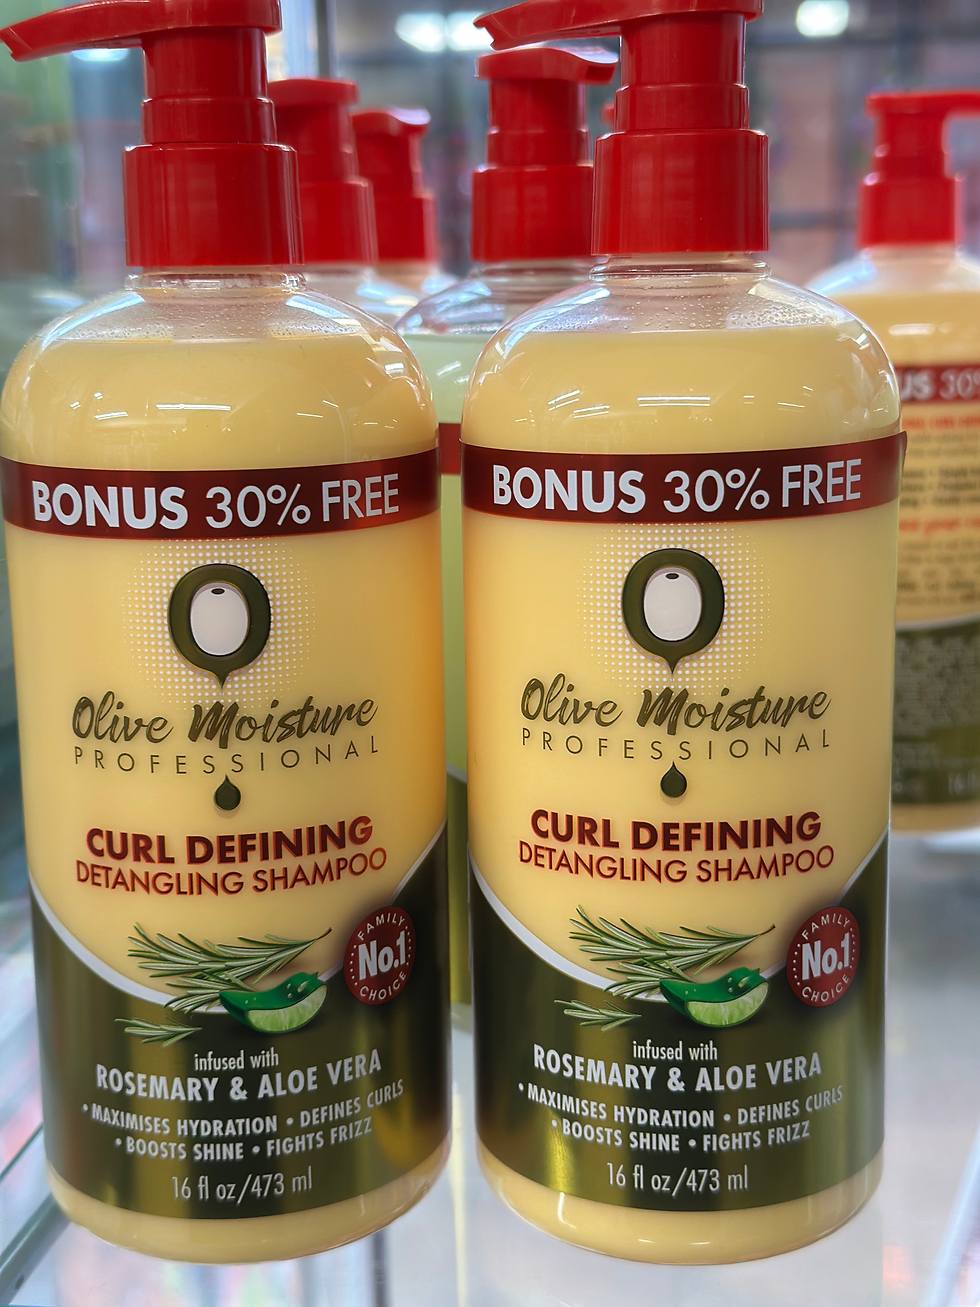 BONUS 30% FREE
Olive Moisture
PROFESSIONAL
CURL DEFINING
DETANGLING SHAMPOO
FAMILY
No.1
CHOICE
infused with
ROSEMARY & ALOE VERA
• MAXIMISES HYDRATION • DEFINES CURLS
• BOOSTS SHINE • FIGHTS FRIZZ
16 fl oz/473 ml
BONUS 30% FREE
Olive Moisture
PROFESSIONAL
CURL DEFINING
DETANGLING SHAMPOO
FAMILY
No.1
CHOICE
infused with
ROSEMARY & ALOE VERA
• MAXIMISES HYDRATION • DEFINES CURLS
• BOOSTS SHINE • FIGHTS FRIZZ
16 fl oz/473 ml
US 30%